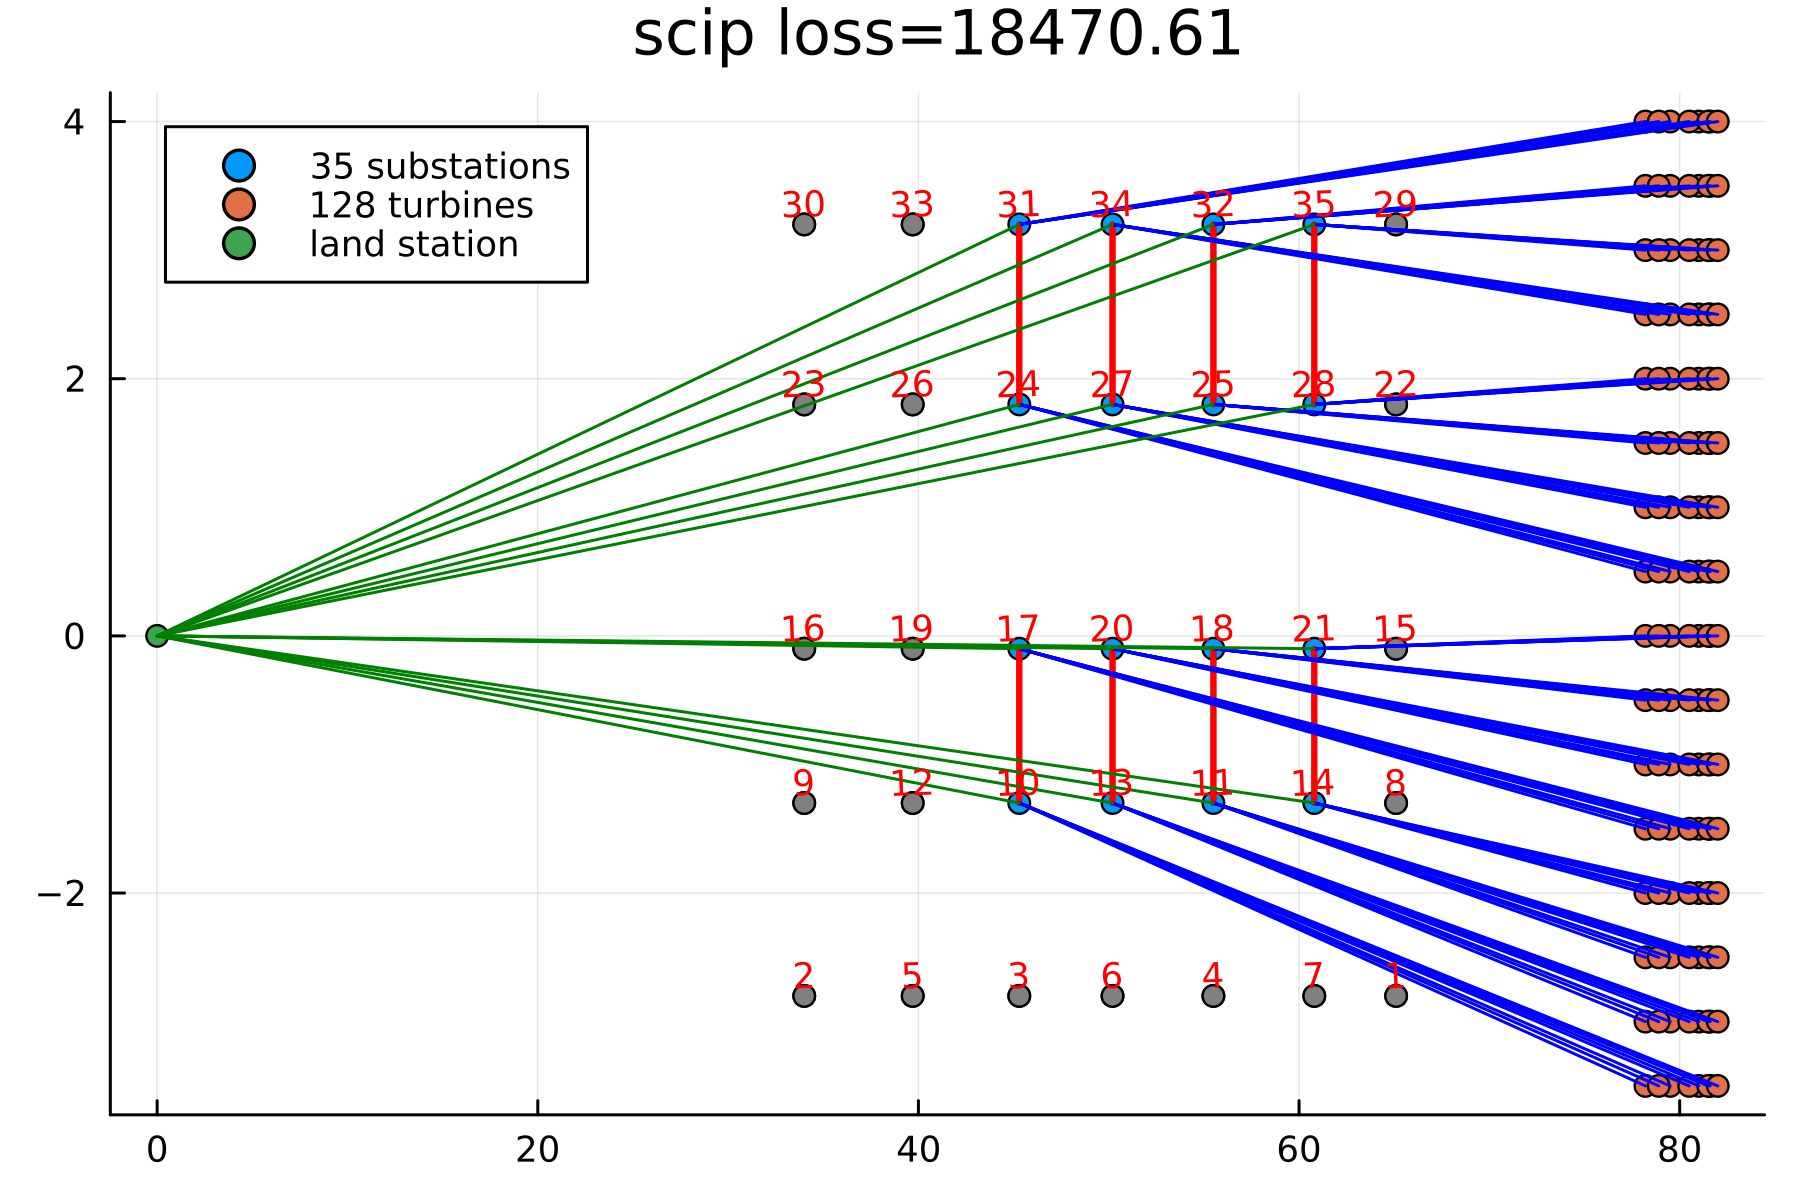 scip loss=18470.61
4
35 substations
128 turbines
land station
30 33 31 34 32 35 29
2
23 26 24 27 25 28 22
0
16 19 17 20 18 21 15
9 12 10 13 11 14 8
−2
2 5 3 6 4 7 1
0 20 40 60 80